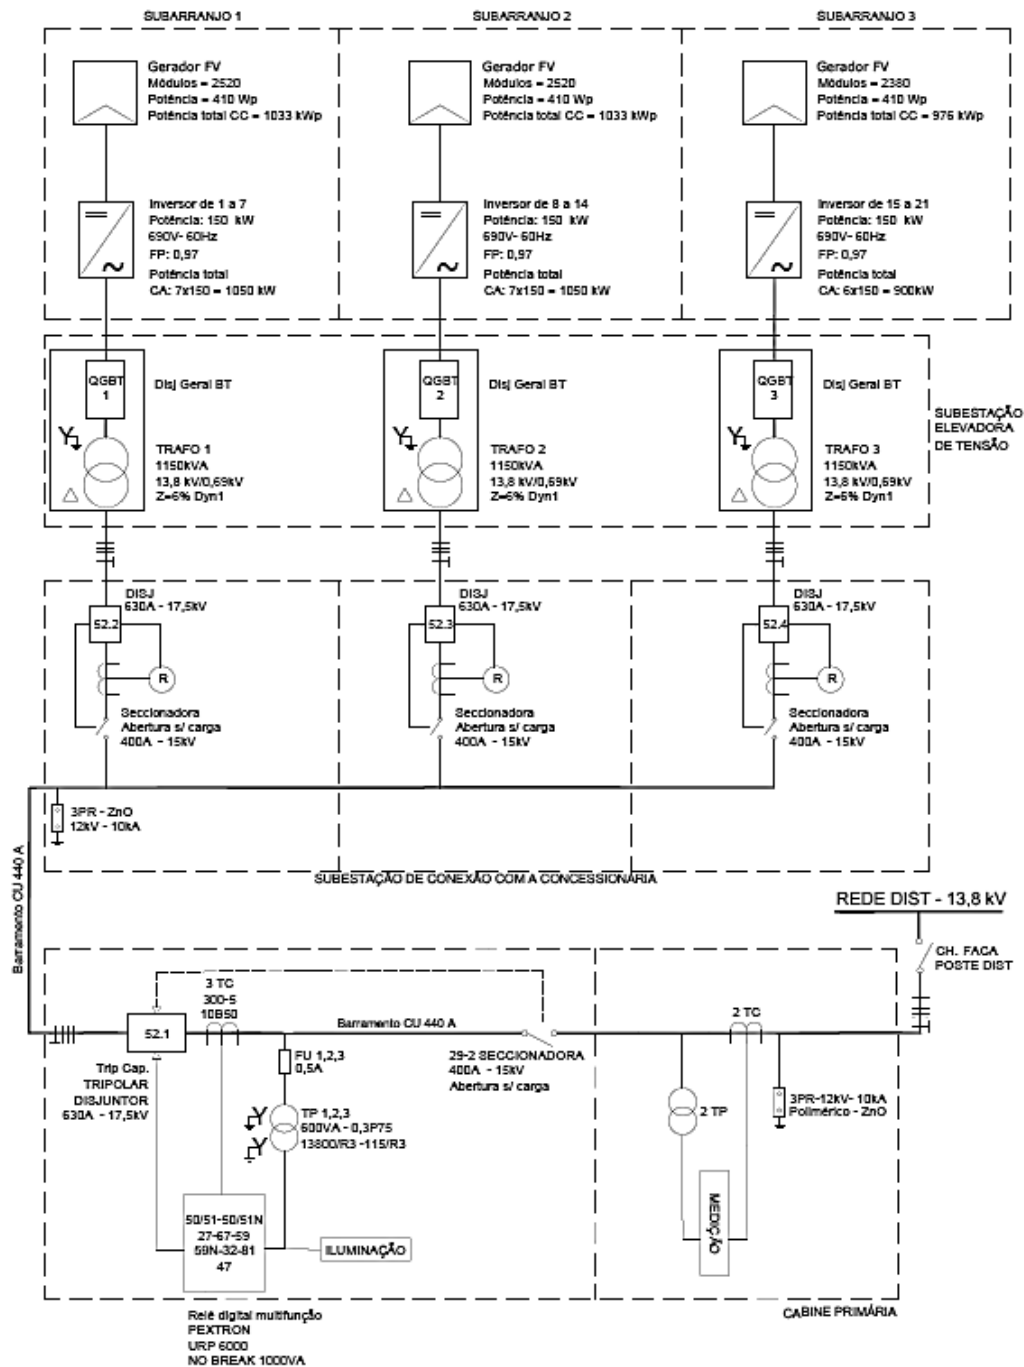 SUBARRANJO 1
SUBARRANJO 2
SUBARRANJO 3
Gerador FV
Módulos = 2520
Potência = 410 Wp
Potência total CC = 1033 kWp
Gerador FV
Módulos = 2520
Potência = 410 Wp
Potência total CC = 1033 kWp
Gerador FV
Módulos = 2380
Potência = 410 Wp
Potência total CC = 976 kWp
Inversor de 1 a 7
Potência: 150 kW
690V- 60Hz
FP: 0,97
Potência total
CA: 7x150 = 1050 kW
Inversor de 8 a 14
Potência: 150 kW
690V- 60Hz
FP: 0,97
Potência total
CA: 7x150 = 1050 kW
Inversor de 15 a 21
Potência: 150 kW
690V- 60Hz
FP: 0,97
Potência total
CA: 6x150 = 900kW
QGBT
1
Disj Geral BT
TRAFO 1
1150kVA
13,8 kV/0,69kV
Z=6% Dyn1
QGBT
2
Disj Geral BT
TRAFO 2
1150kVA
13,8 kV/0,69kV
Z=6% Dyn1
QGBT
3
Disj Geral BT
TRAFO 3
1150kVA
13,8 kV/0,69kV
Z=6% Dyn1
SUBESTAÇÃO
ELEVADORA
DE TENSÃO
DISJ
630A - 17,5kV
52.2
R
Seccionadora
Abertura s/ carga
400A - 15kV
DISJ
630A - 17,5kV
52.3
R
Seccionadora
Abertura s/ carga
400A - 15kV
DISJ
630A - 17,5kV
52.4
R
Seccionadora
Abertura s/ carga
400A - 15kV
3PR - ZnO
12kV - 10kA
SUBESTAÇÃO DE CONEXÃO COM A CONCESSIONÁRIA
Barramento CU 440 A
REDE DIST - 13,8 kV
CH. FACA
POSTE DIST
3 TC
300-5
10B50
52.1
Barramento CU 440 A
2 TC
Trip Cap.
TRIPOLAR
DISJUNTOR
630A - 17,5kV
FU 1,2,3
0,5A
29-2 SECCIONADORA
400A - 15kV
Abertura s/ carga
TP 1,2,3
600VA - 0,3P75
13800/R3 -115/R3
2 TP
3PR-12kV- 10kA
Polimérico - ZnO
MEDIÇÃO
50/51-50/51N
27-67-59
59N-32-81
47
ILUMINAÇÃO
CABINE PRIMÁRIA
Relé digital multifunção
PEXTRON
URP 6000
NO BREAK 1000VA